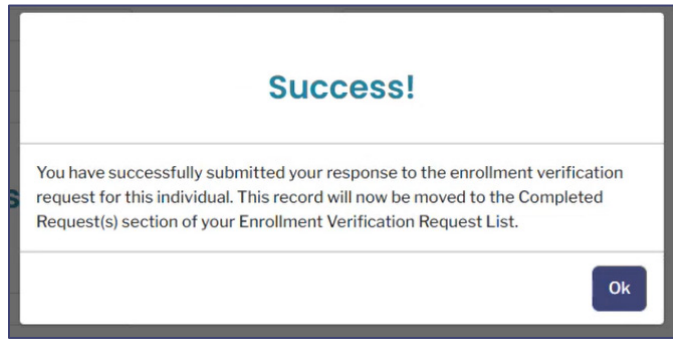 Success!
You have successfully submitted your response to the enrollment verification
request for this individual. This record will now be moved to the Completed
Request(s) section of your Enrollment Verification Request List.
Ok